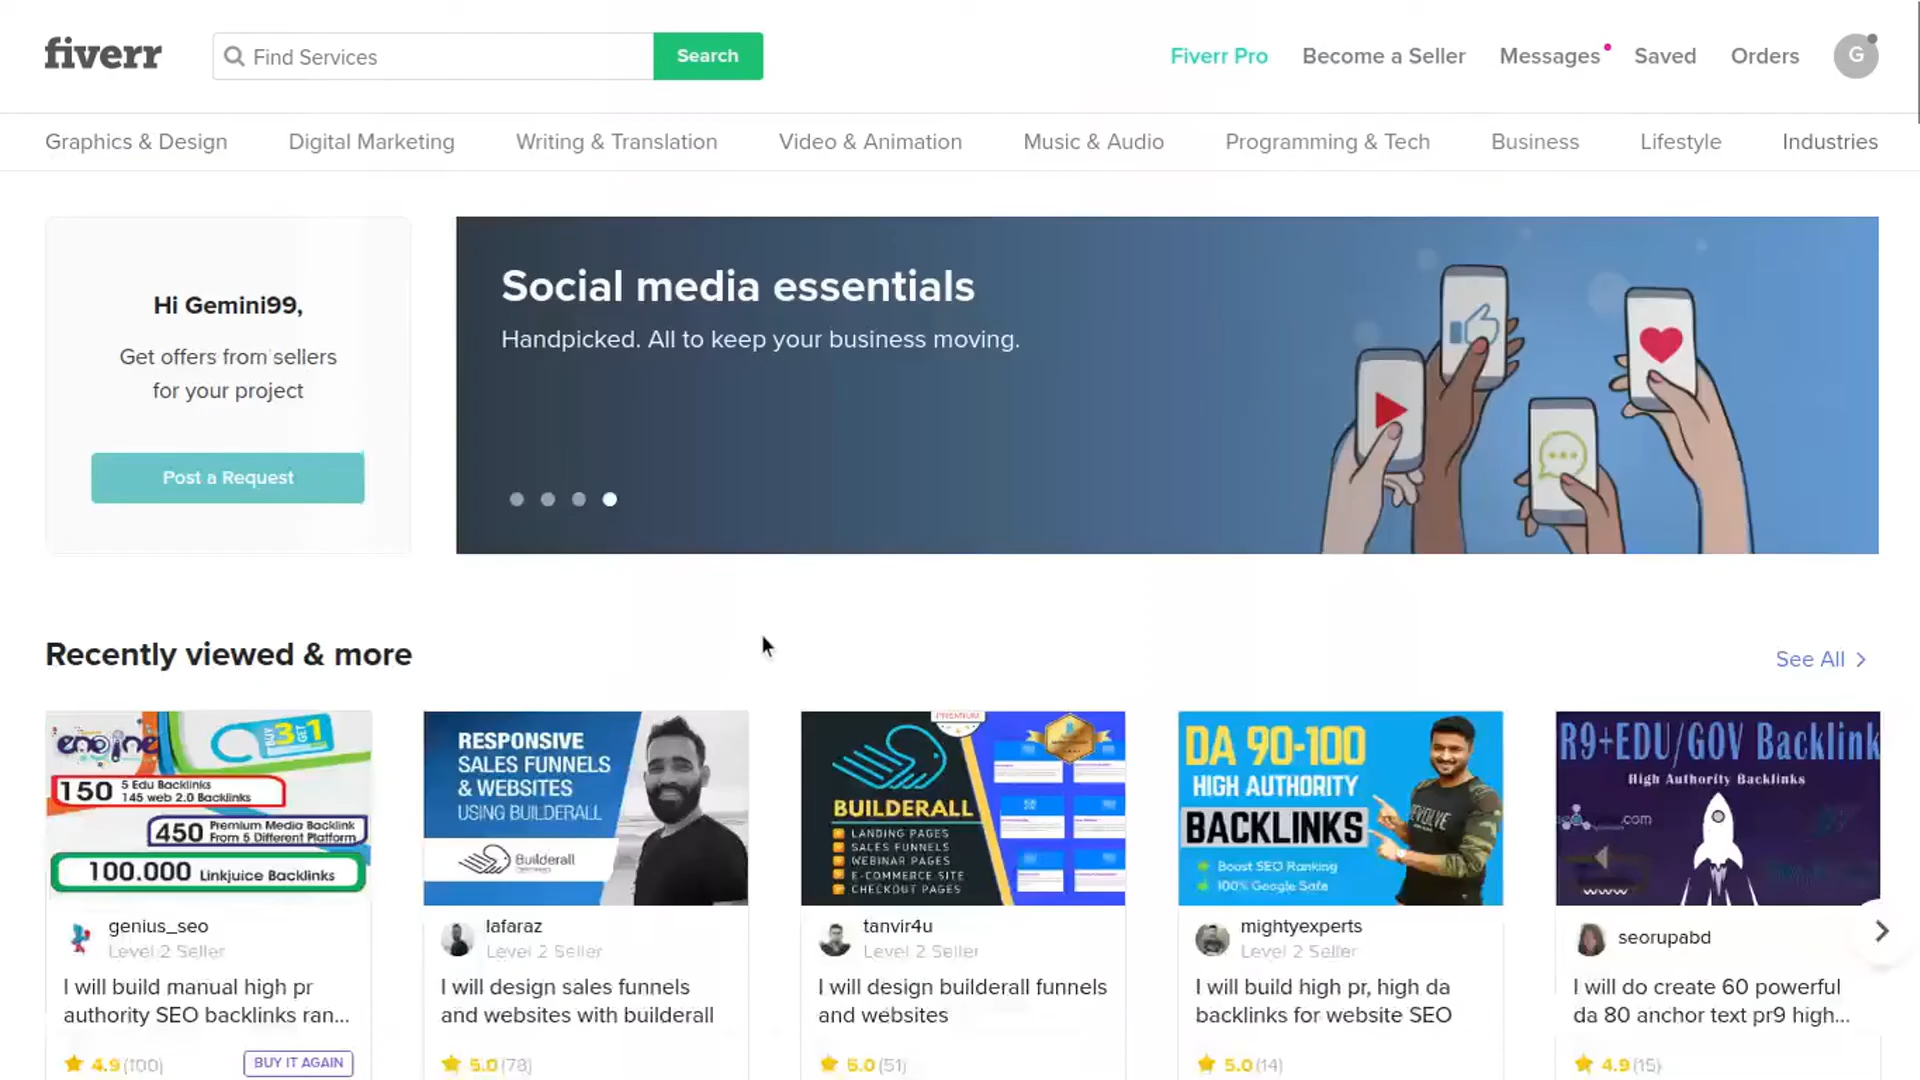 fiverr
Find Services
Search
Fiverr Pro
Become a Seller
Messages
Saved
Orders
G
Graphics & Design
Digital Marketing
Writing & Translation
Video & Animation
Music & Audio
Programming & Tech
Business
Lifestyle
Industries
Hi Gemini99,
Get offers from sellers
for your project
Post a Request
Social media essentials
Handpicked. All to keep your business moving.
Recently viewed & more
See All
engine
BUY 3 GET 1
150
5 Edu Backlinks
145 web 2.0 Backlinks
450
Premium Media Backlink
From 5 Different Platform
100.000 Linkjuice Backlinks
genius_seo
Level 2 Seller
I will build manual high pr
authority SEO backlinks ran...
4.9 (100)
BUY IT AGAIN
RESPONSIVE
SALES FUNNELS
& WEBSITES
USING BUILDERALL
Builderall
lafaraz
Level 2 Seller
I will design sales funnels
and websites with builderall
5.0 (78)
PREMIUM
BUILDERALL
LANDING PAGES
SALES FUNNELS
WEBINAR PAGES
E-COMMERCE SITE
CHECKOUT PAGES
tanvir4u
Level 2 Seller
I will design builderall funnels
and websites
5.0 (51)
DA 90-100
HIGH AUTHORITY
BACKLINKS
Boost SEO Ranking
100% Google Safe
mightyexperts
Level 2 Seller
I will build high pr, high da
backlinks for website SEO
5.0 (14)
R9+EDU/GOV Backlink
High Authority Backlinks
.com
www
seorupabd
I will do create 60 powerful
da 80 anchor text pr9 high...
4.9 (15)